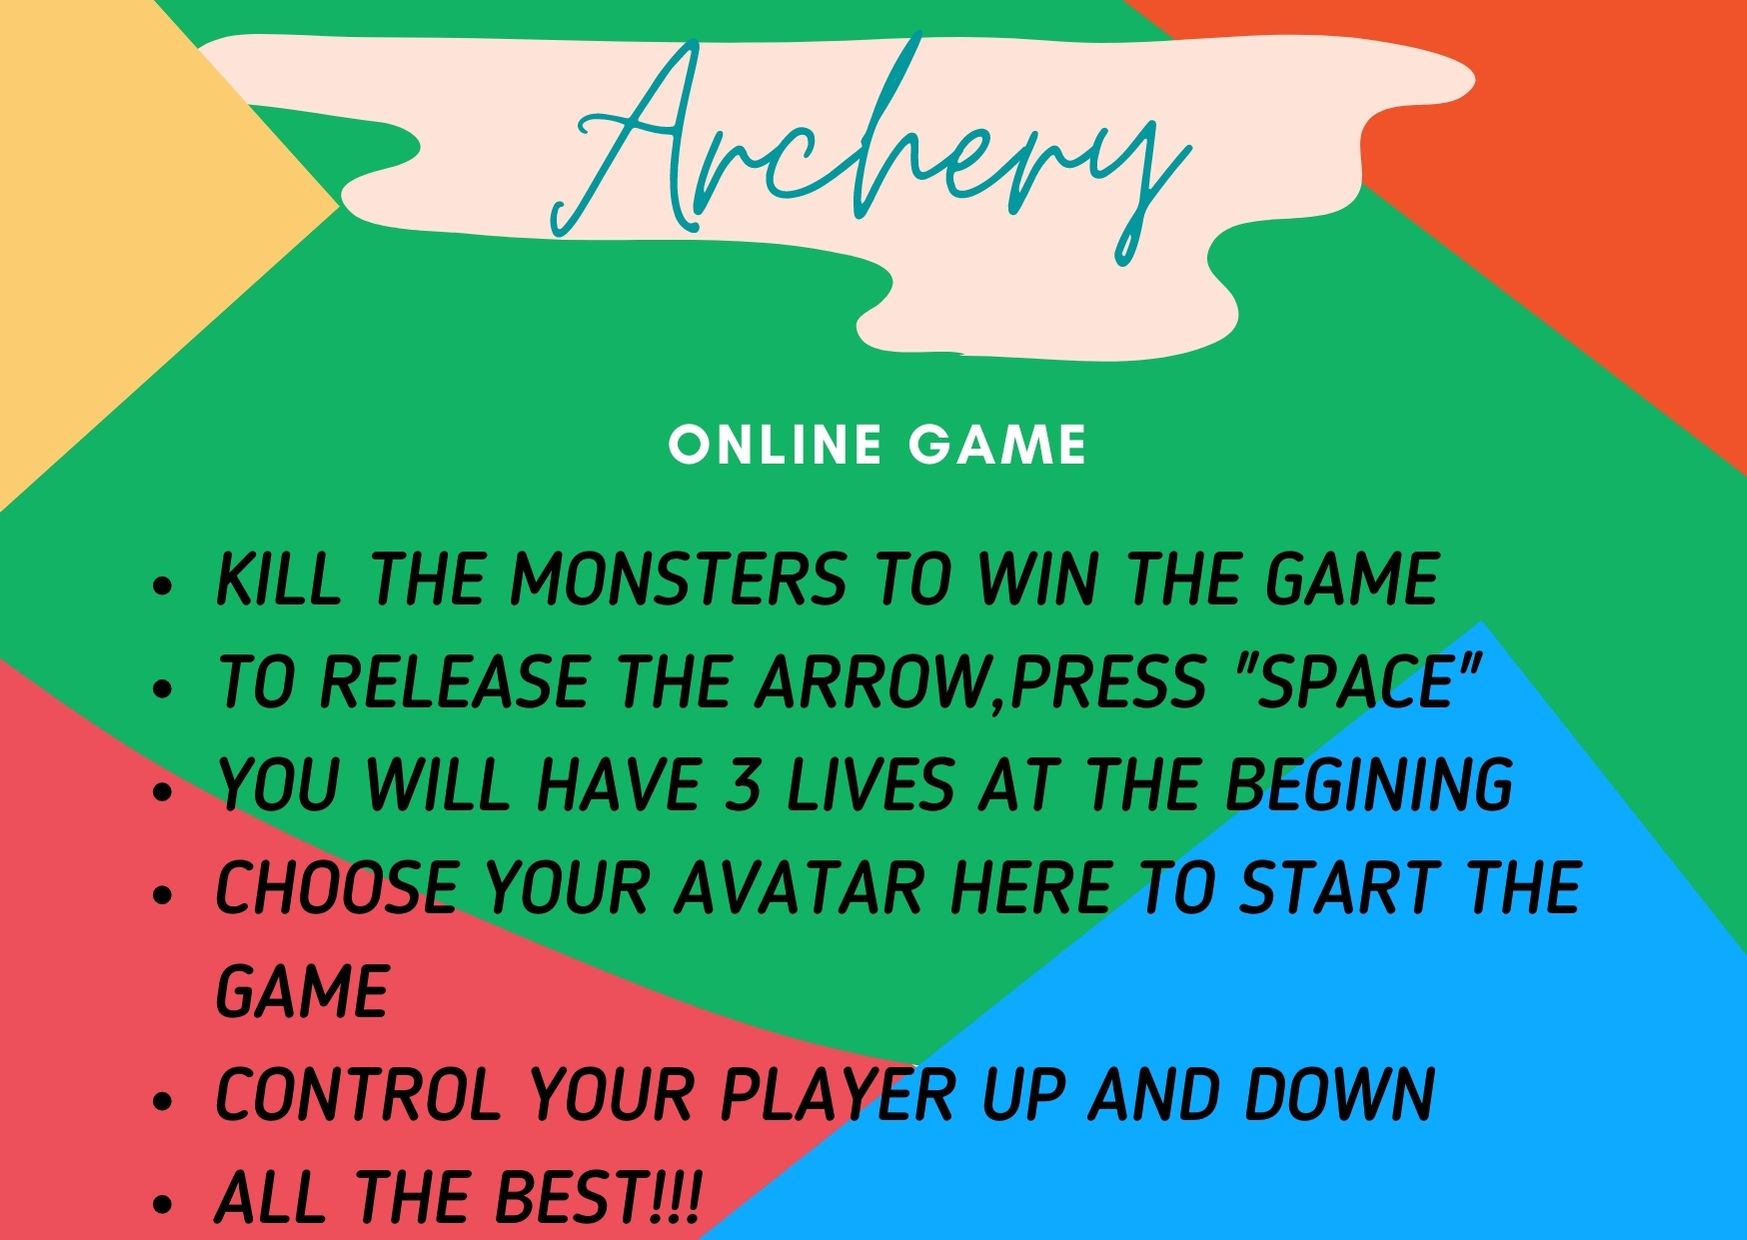 Archery
ONLINE GAME
• KILL THE MONSTERS TO WIN THE GAME
• TO RELEASE THE ARROW,PRESS "SPACE"
• YOU WILL HAVE 3 LIVES AT THE BEGINING
• CHOOSE YOUR AVATAR HERE TO START THE
GAME
• CONTROL YOUR PLAYER UP AND DOWN
• ALL THE BEST!!!